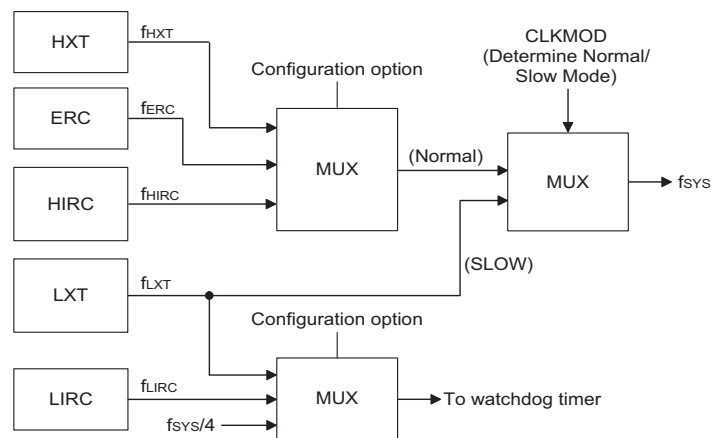 HXT
fHXT
CLKMOD
(Determine Normal/
Slow Mode)
Configuration option
ERC
fERC
MUX
(Normal)
MUX
fSYS
HIRC
fHIRC
(SLOW)
LXT
fLXT
Configuration option
LIRC
fLIRC
MUX
To watchdog timer
fSYS/4